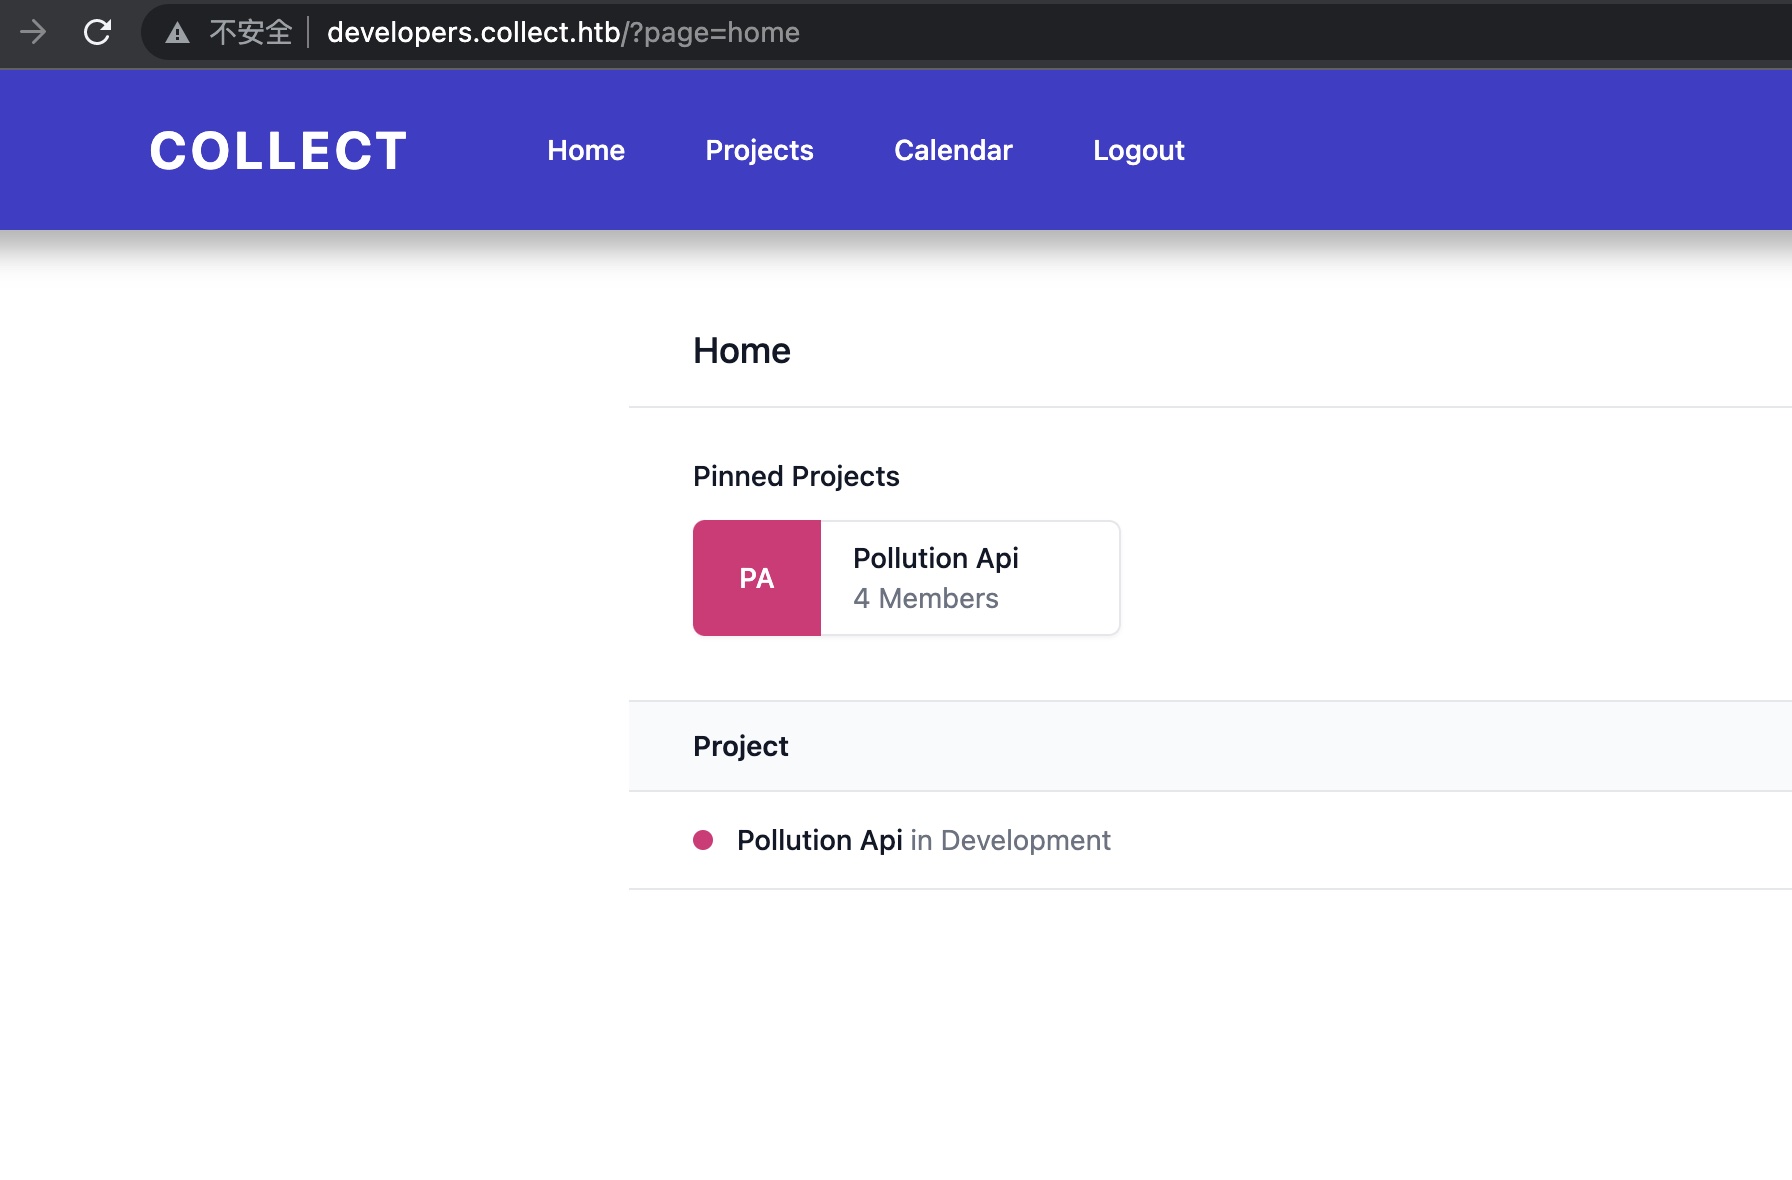 不安全 developers.collect.htb/?page=home
COLLECT Home Projects Calendar Logout
Home
Pinned Projects
PA
Pollution Api
4 Members
Project
Pollution Api in Development